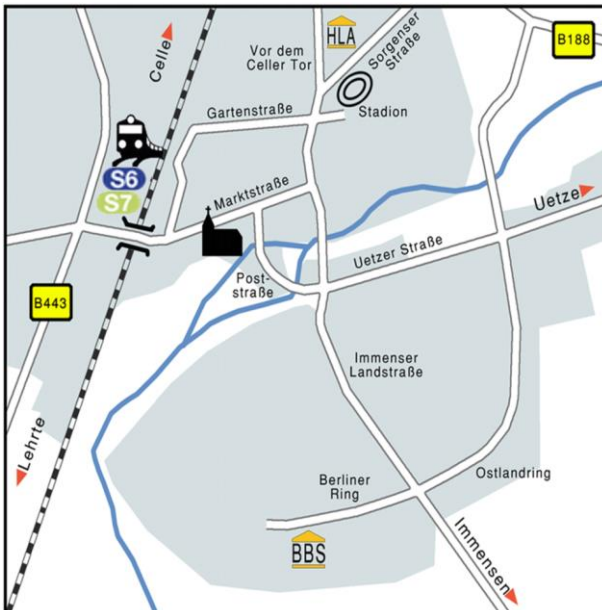 Celle
HLA
Vor dem
Celler Tor
Sorgenser
Straße
B188
Gartenstraße
Stadion
S6
S7
Marktstraße
Uetze
Uetzer Straße
Post-
straße
B443
Immenser
Landstraße
Lehrte
Berliner
Ring
Ostlandring
BBS
Immensen